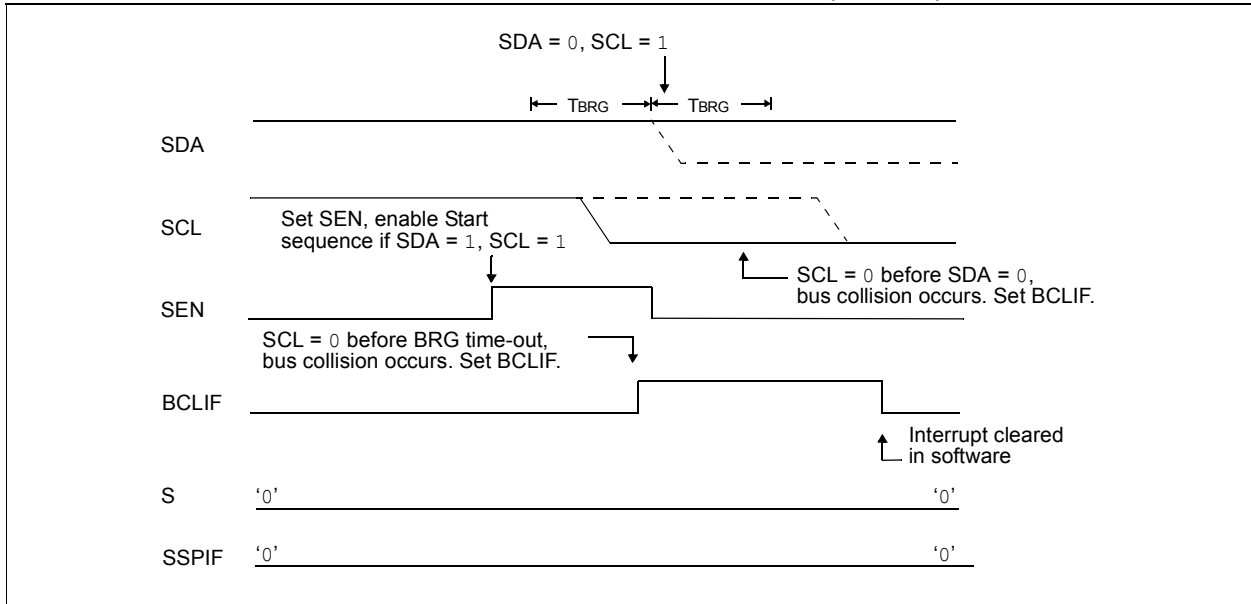 SDA = 0, SCL = 1
TBRG TBRG
SDA
SCL
Set SEN, enable Start
sequence if SDA = 1, SCL = 1
SCL = 0 before SDA = 0,
bus collision occurs. Set BCLIF.
SEN
SCL = 0 before BRG time-out,
bus collision occurs. Set BCLIF.
BCLIF
Interrupt cleared
in software
S ‘0’ ‘0’
SSPIF ‘0’ ‘0’